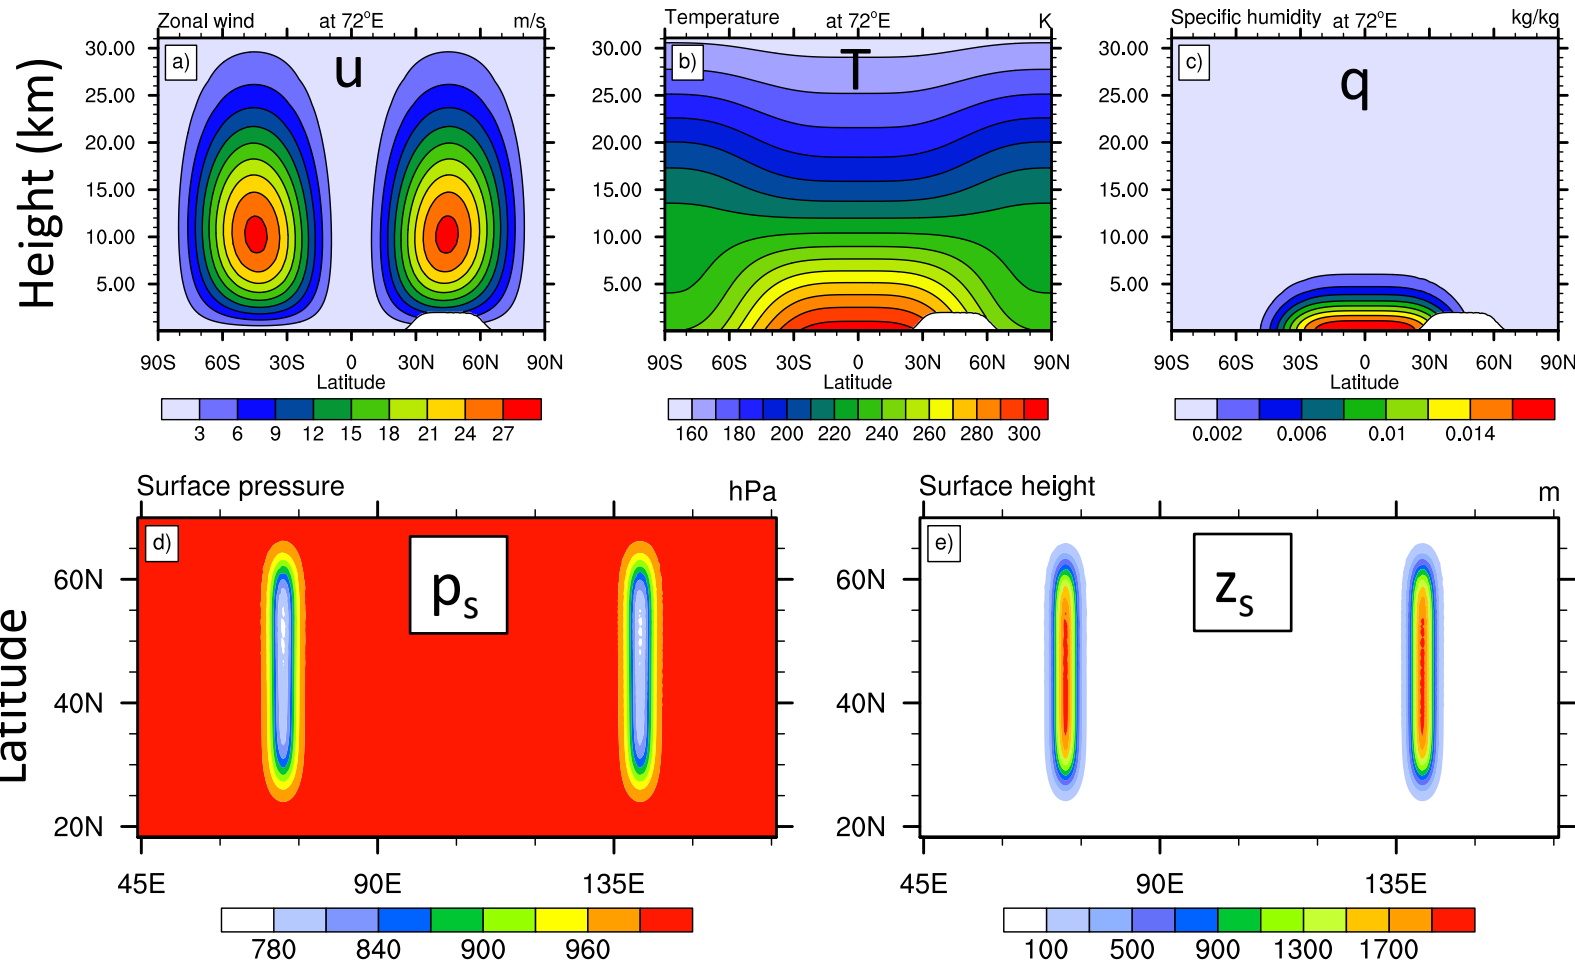 Zonal wind at 72°E m/s
Temperature at 72°E K
Specific humidity at 72°E kg/kg
Height (km)
a) u
b) T
c) q
30.00
25.00
20.00
15.00
10.00
5.00
30.00
25.00
20.00
15.00
10.00
5.00
30.00
25.00
20.00
15.00
10.00
5.00
90S 60S 30S 0 30N 60N 90N
90S 60S 30S 0 30N 60N 90N
90S 60S 30S 0 30N 60N 90N
Latitude
Latitude
Latitude
3 6 9 12 15 18 21 24 27
160 180 200 220 240 260 280 300
0.002 0.006 0.01 0.014
Surface pressure hPa
Surface height m
Latitude
d) ps
e) zs
60N
40N
20N
60N
40N
20N
45E 90E 135E
45E 90E 135E
780 840 900 960
100 500 900 1300 1700